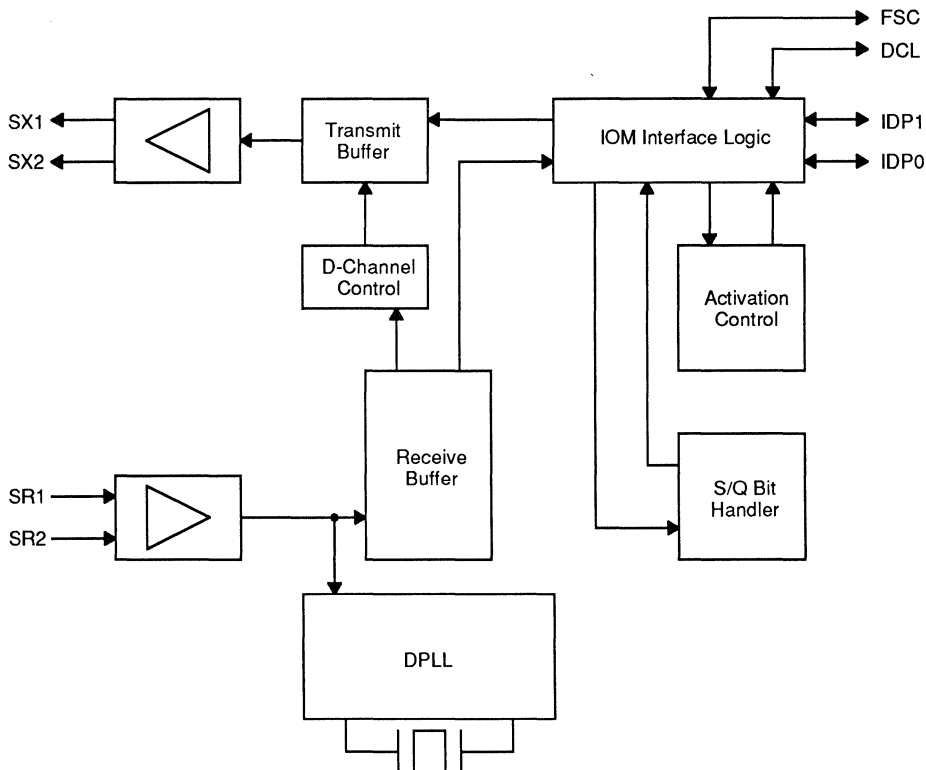 FSC
DCL
SX1
SX2
Transmit
Buffer
IOM Interface Logic
IDP1
IDP0
D-Channel
Control
Activation
Control
Receive
Buffer
S/Q Bit
Handler
SR1
SR2
DPLL